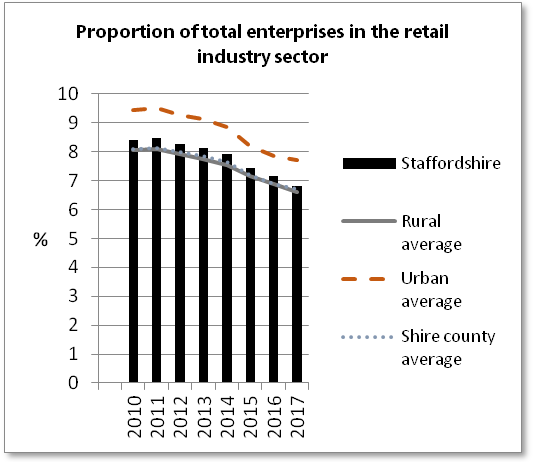 Proportion of total enterprises in the retail
industry sector
10
9
8
7
6
5
4
3
2
1
0
%
2010
2011
2012
2013
2014
2015
2016
2017
Staffordshire
Rural
average
Urban
average
Shire county
average